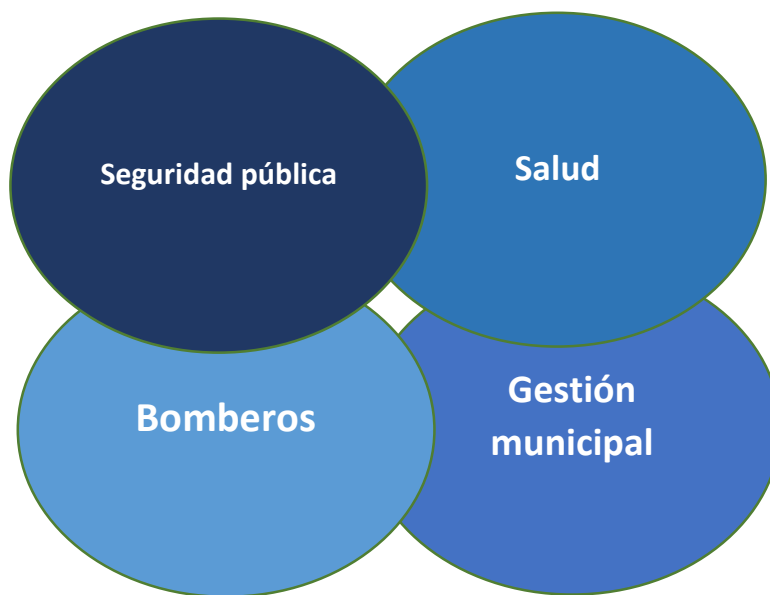 Seguridad pública
Salud
Bomberos
Gestión
municipal